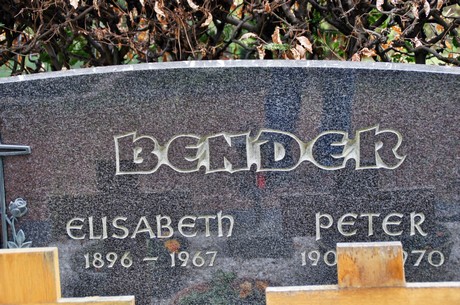 BENDER
ELISABETH PETER
1896 – 1967